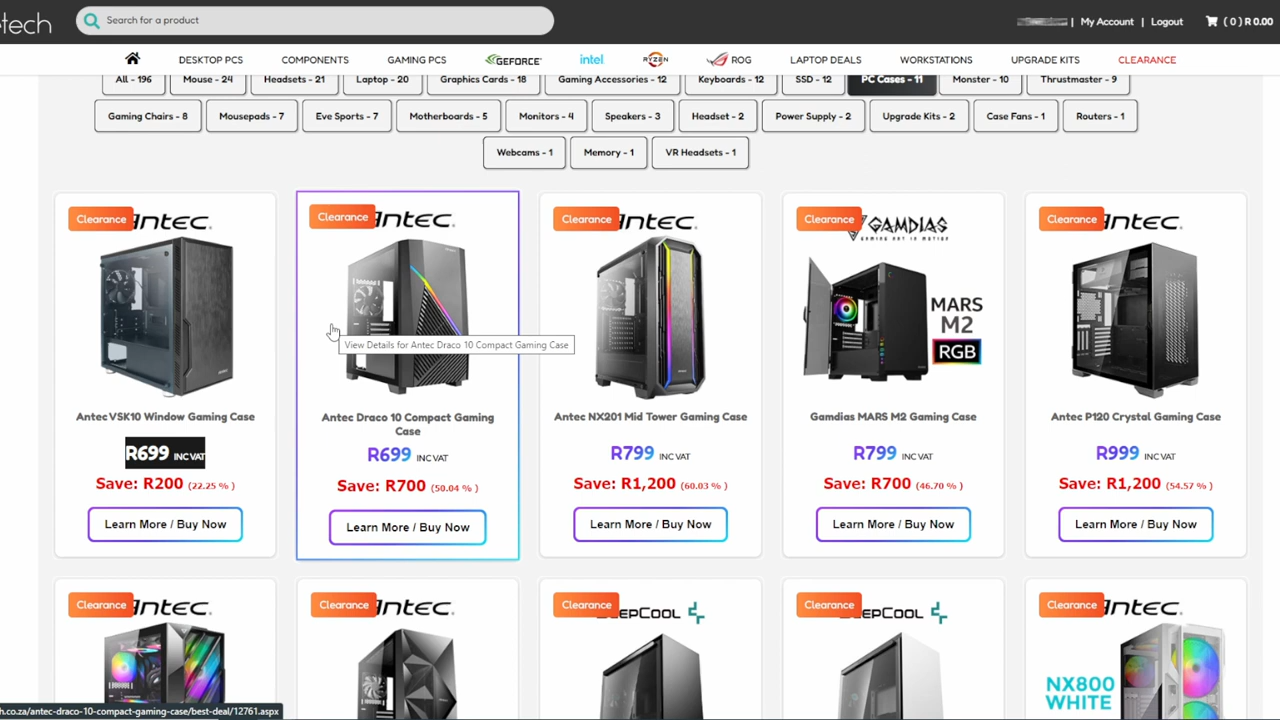 tech
Search for a product
| My Account | Logout
( 0 ) R 0.00
DESKTOP PCS
COMPONENTS
GAMING PCS
GEFORCE
intel
RYZEN
ROG
LAPTOP DEALS
WORKSTATIONS
UPGRADE KITS
CLEARANCE
All - 196
Mouse - 24
Headsets - 21
Laptop - 20
Graphics Cards - 18
Gaming Accessories - 12
Keyboards - 12
SSD - 12
PC Cases - 11
Monster - 10
Thrustmaster - 9
Gaming Chairs - 8
Mousepads - 7
Eve Sports - 7
Motherboards - 5
Monitors - 4
Speakers - 3
Headset - 2
Power Supply - 2
Upgrade Kits - 2
Case Fans - 1
Routers - 1
Webcams - 1
Memory - 1
VR Headsets - 1
Clearance
antec.
Antec VSK10 Window Gaming Case
R699 INC VAT
Save: R200 (22.25 % )
Learn More / Buy Now
Clearance
antec.
View Details for Antec Draco 10 Compact Gaming Case
Antec Draco 10 Compact Gaming
Case
R699 INC VAT
Save: R700 (50.04 % )
Learn More / Buy Now
Clearance
antec.
Antec NX201 Mid Tower Gaming Case
R799 INC VAT
Save: R1,200 (60.03 % )
Learn More / Buy Now
Clearance
GAMDIAS
GAMING ART IN MOTION
MARS
M2
RGB
Gamdias MARS M2 Gaming Case
R799 INC VAT
Save: R700 (46.70 % )
Learn More / Buy Now
Clearance
antec.
Antec P120 Crystal Gaming Case
R999 INC VAT
Save: R1,200 (54.57 % )
Learn More / Buy Now
Clearance
antec.
Clearance
antec.
Clearance
EEPCOOL
Clearance
EEPCOOL
Clearance
antec.
NX800
WHITE
h.co.za/antec-draco-10-compact-gaming-case/best-deal/12761.aspx